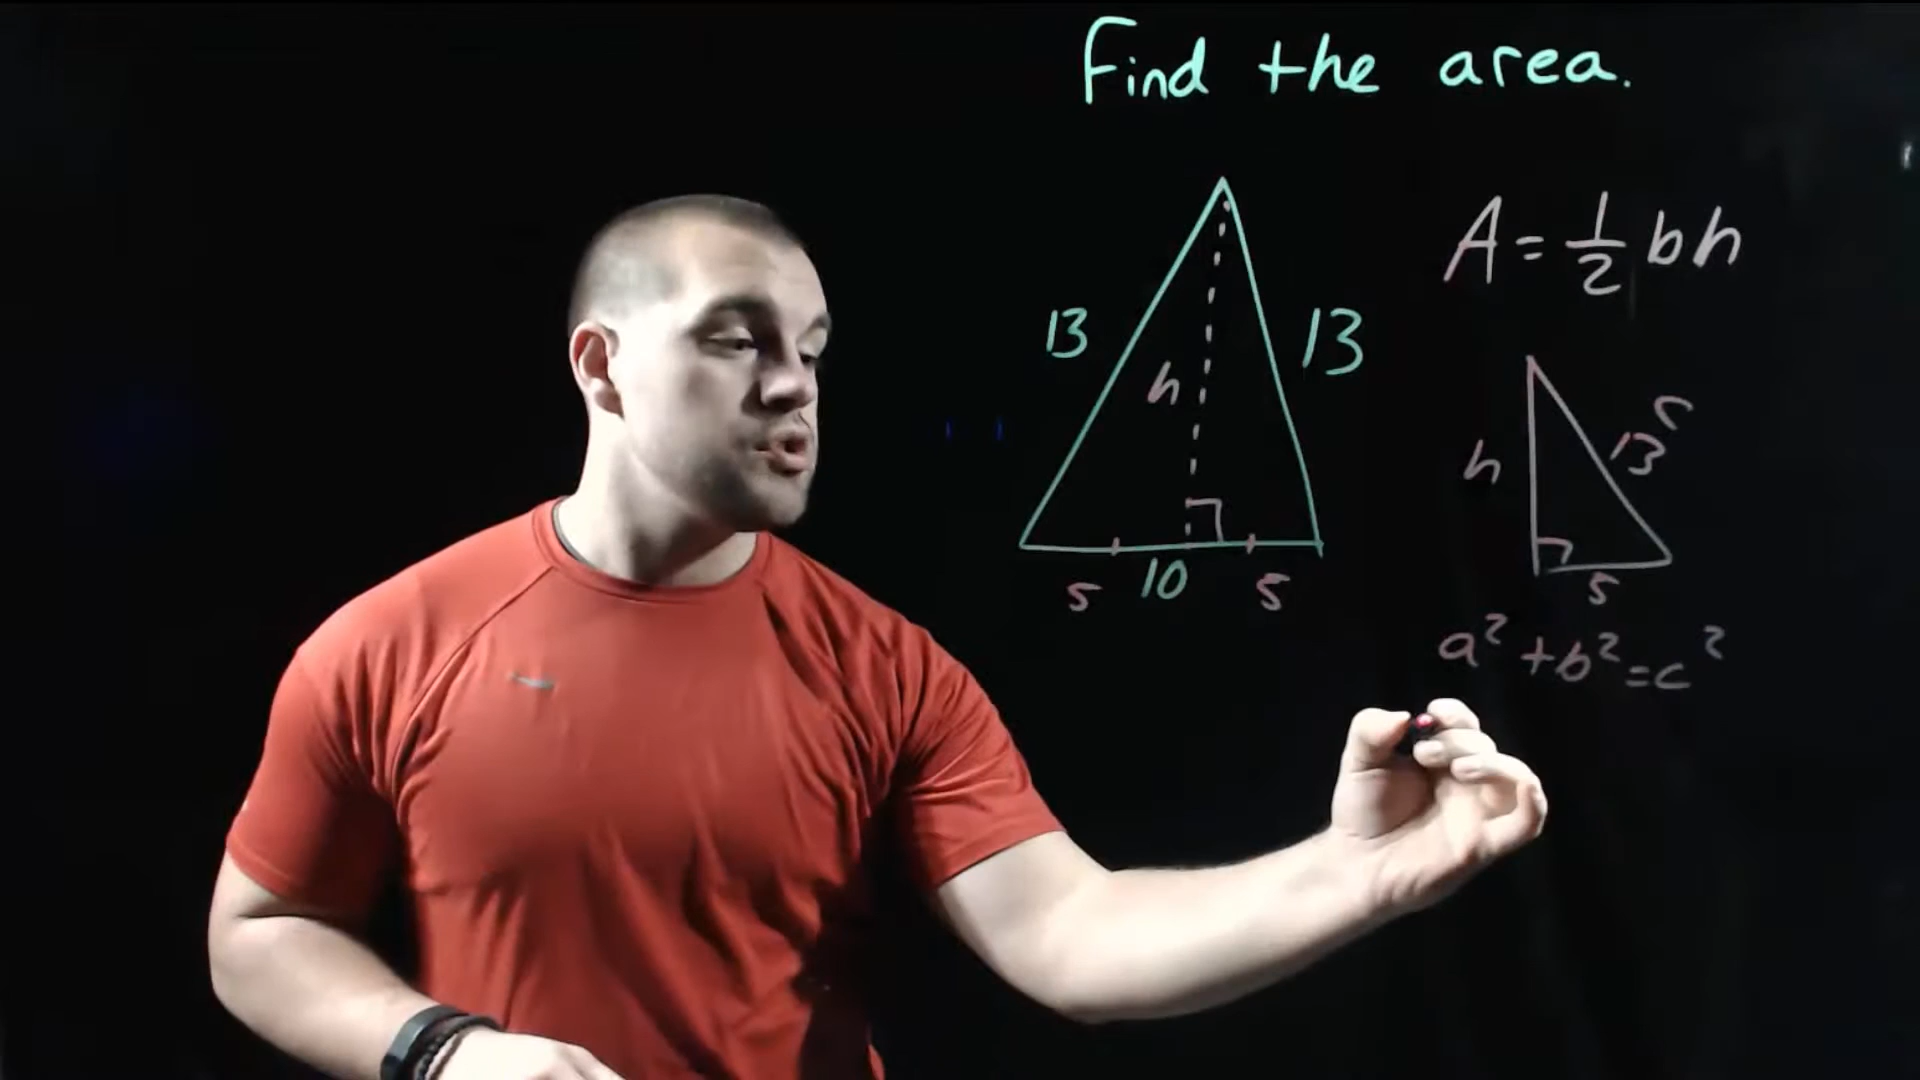 Find the area.
A = 1/2 bh
13
13
h
5
10
5
h
c
13
5
a² + b² = c²